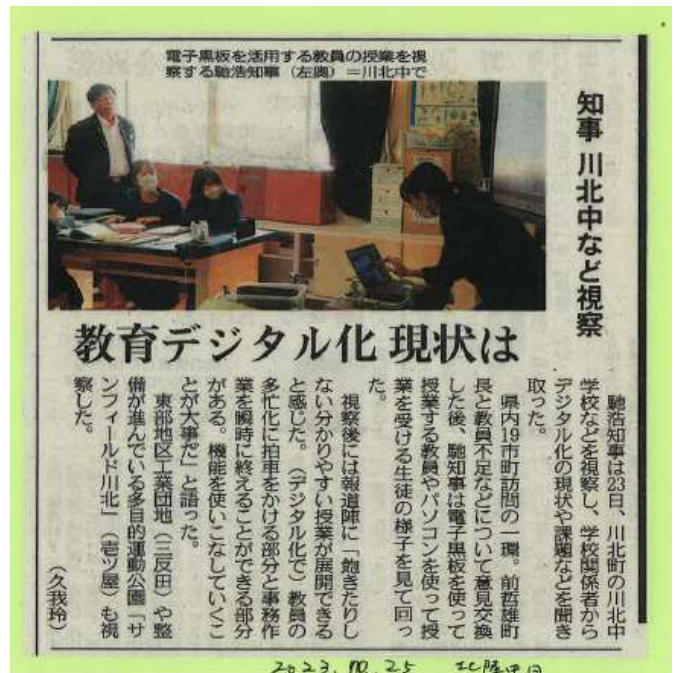 電子黒板を活用する教員の授業を視
察する馳浩知事（左奥）＝川北中で
知事 川北中など視察
教育デジタル化 現状は
馳浩知事は23日、川北町の川北中
学校などを視察し、学校関係者から
デジタル化の現状や課題などを聞き
取った。
県内19市町訪問の一環。前哲雄町
長と教員不足などについて意見交換
した後、馳知事は電子黒板を使って
授業する教員やパソコンを使って授
業を受ける生徒の様子を見て回っ
た。
視察後には報道陣に「飽きたりし
ない分かりやすい授業が展開できる
と感じた。（デジタル化で）教員の
多忙化に拍車をかける部分と事務作
業を瞬時に終えることができる部分
がある。機能を使いこなしていくこ
とが大事だ」と語った。
東部地区工業団地（三反田）や整
備が進んでいる多目的運動公園「サ
ンフィールド川北」（壱ツ屋）も視
察した。
（久我玲）
2023.10.25 北陸中日